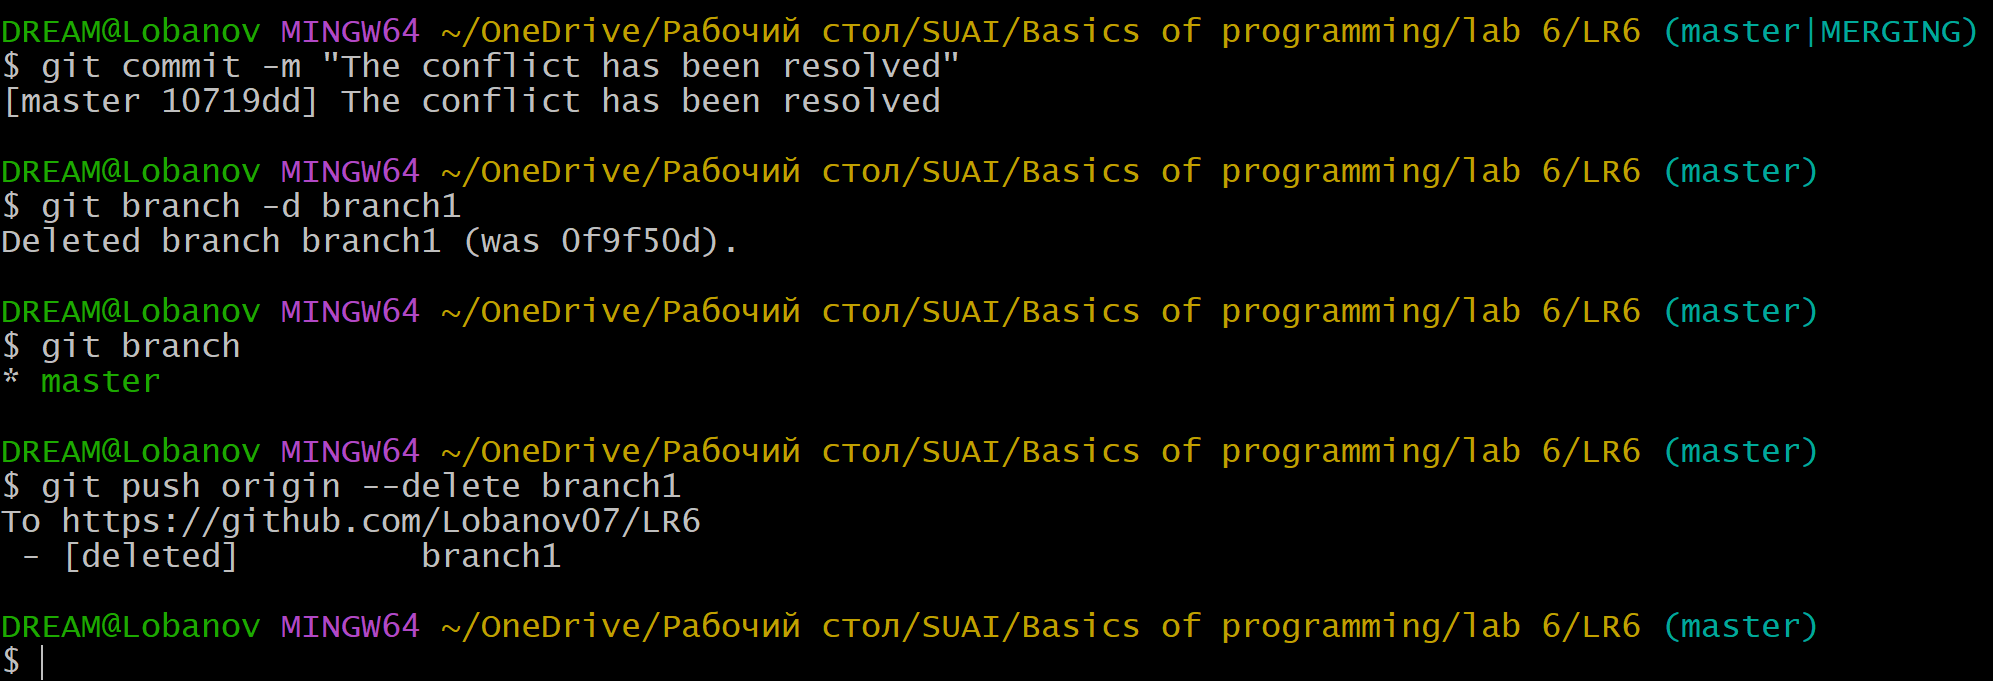 DREAM@Lobanov MINGW64 ~/OneDrive/Рабочий стол/SUAI/Basics of programming/lab 6/LR6 (master|MERGING)
$ git commit -m "The conflict has been resolved"
[master 10719dd] The conflict has been resolved
DREAM@Lobanov MINGW64 ~/OneDrive/Рабочий стол/SUAI/Basics of programming/lab 6/LR6 (master)
$ git branch -d branch1
Deleted branch branch1 (was 0f9f50d).
DREAM@Lobanov MINGW64 ~/OneDrive/Рабочий стол/SUAI/Basics of programming/lab 6/LR6 (master)
$ git branch
* master
DREAM@Lobanov MINGW64 ~/OneDrive/Рабочий стол/SUAI/Basics of programming/lab 6/LR6 (master)
$ git push origin --delete branch1
To https://github.com/Lobanov07/LR6
 - [deleted]         branch1
DREAM@Lobanov MINGW64 ~/OneDrive/Рабочий стол/SUAI/Basics of programming/lab 6/LR6 (master)
$